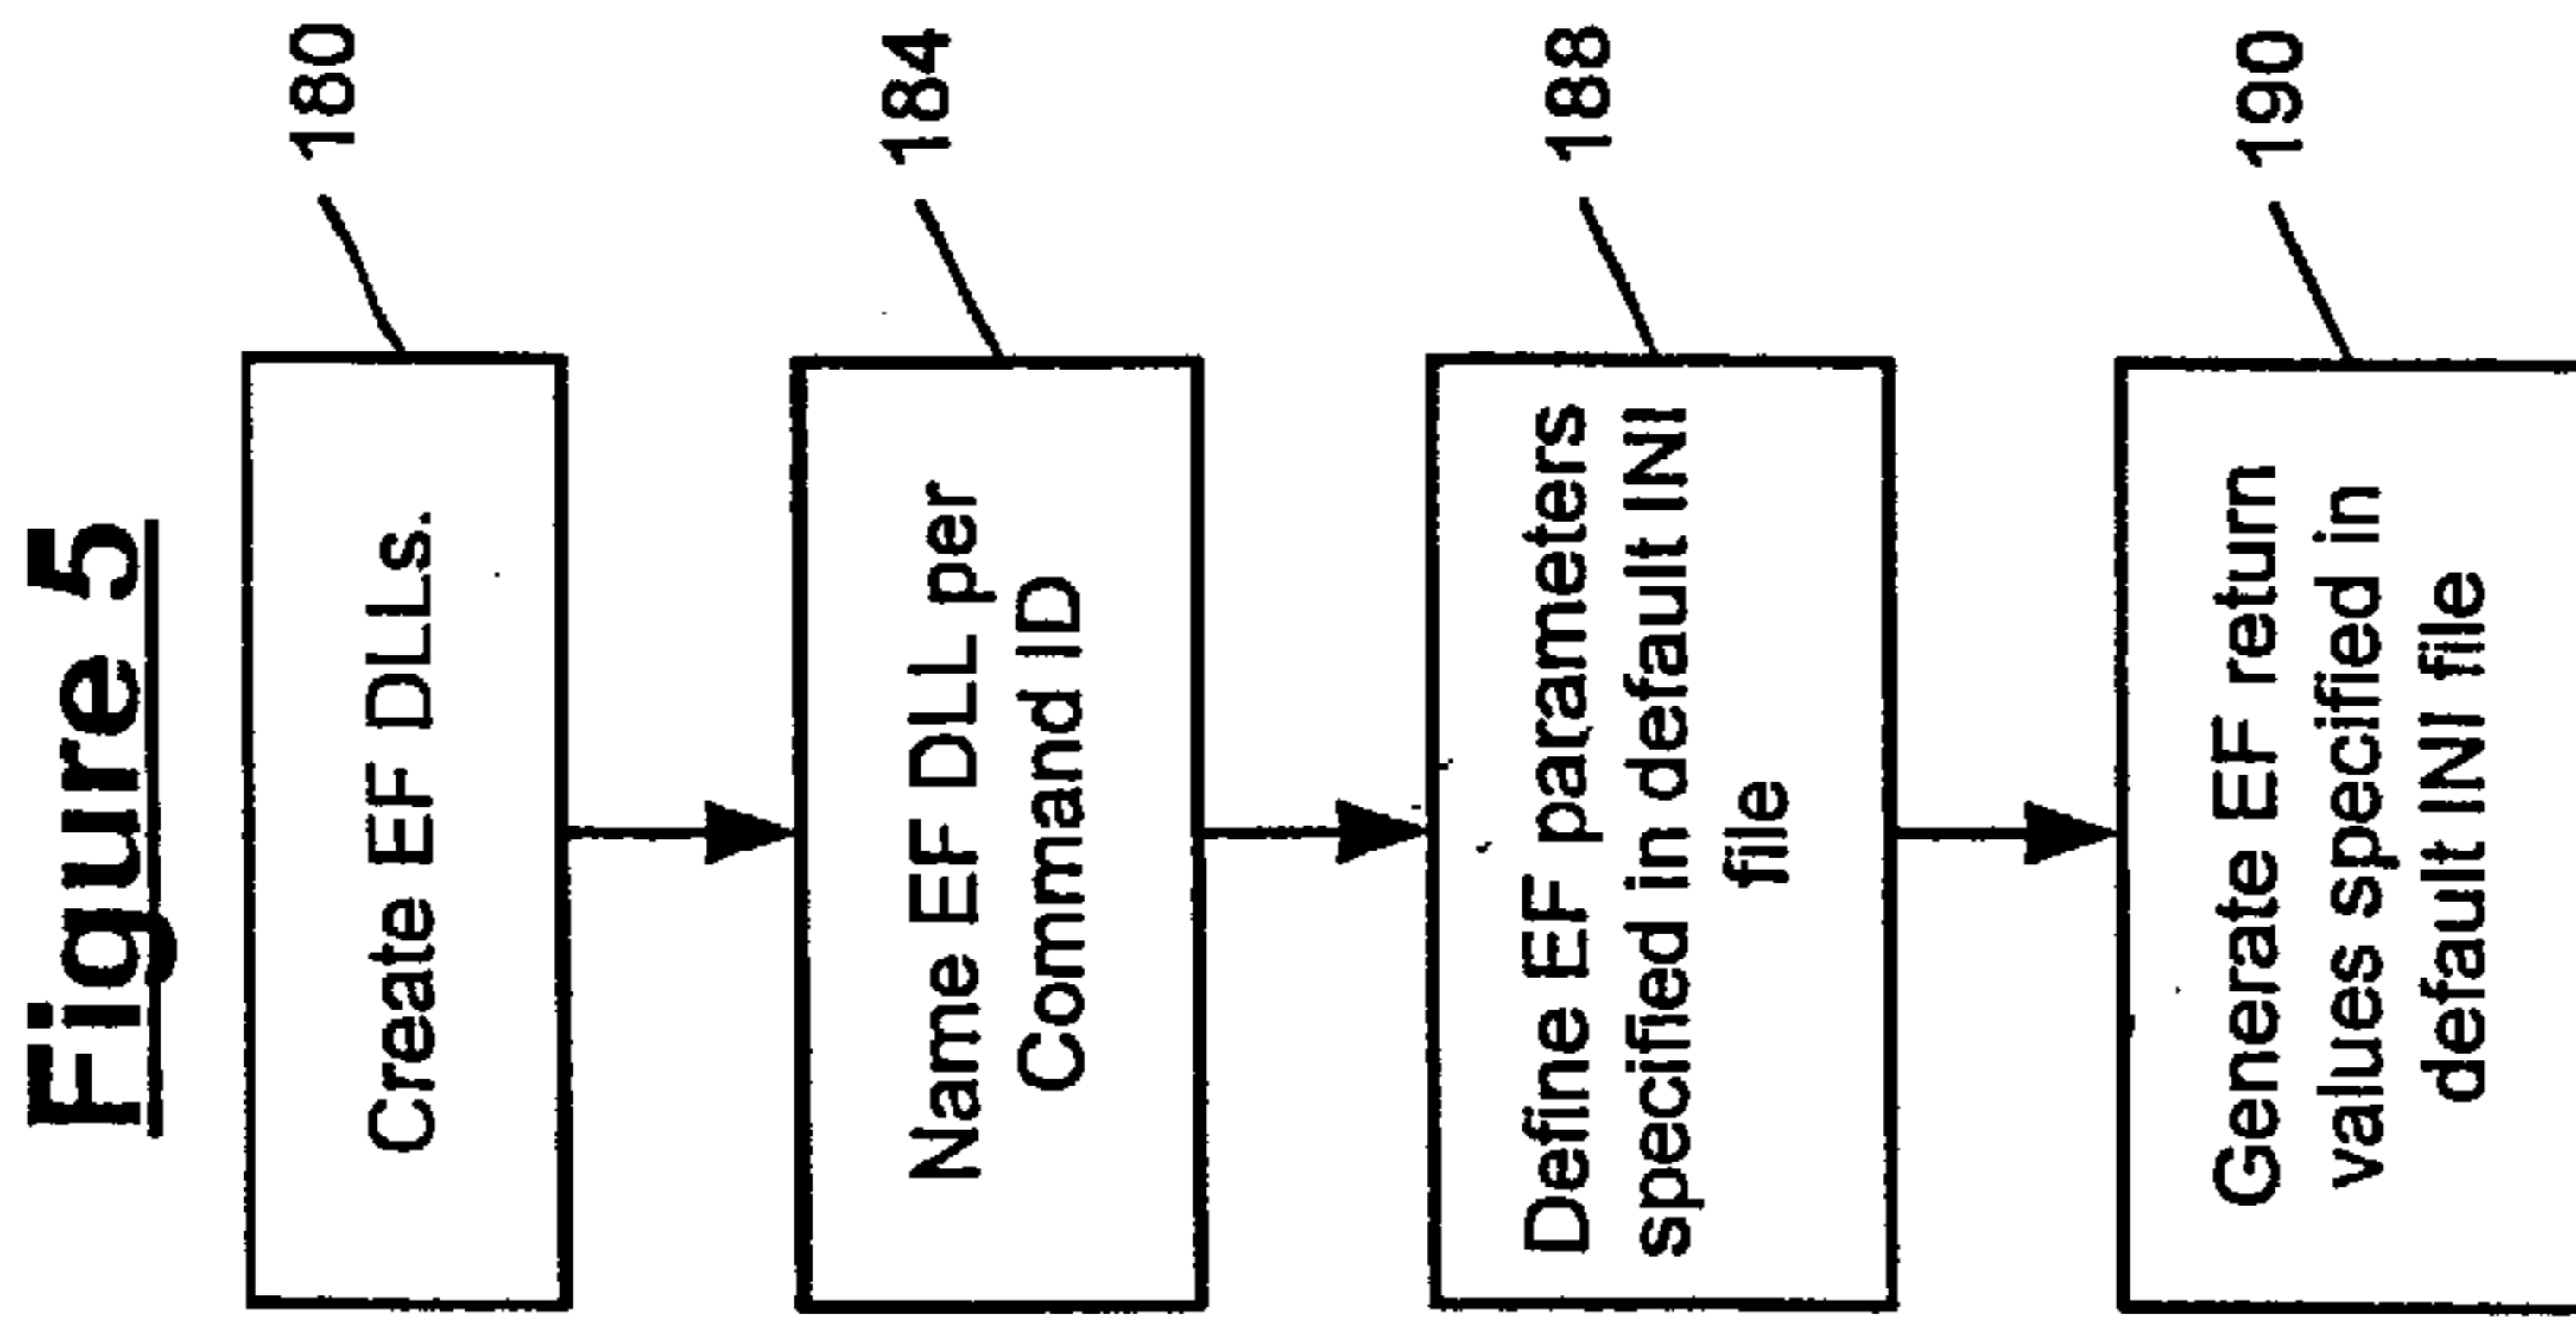 Figure 5
Create EF DLLs.
180
Name EF DLL per
Command ID
184
Define EF parameters
specified in default INI
file
188
Generate EF return
values specified in
default INI file
190